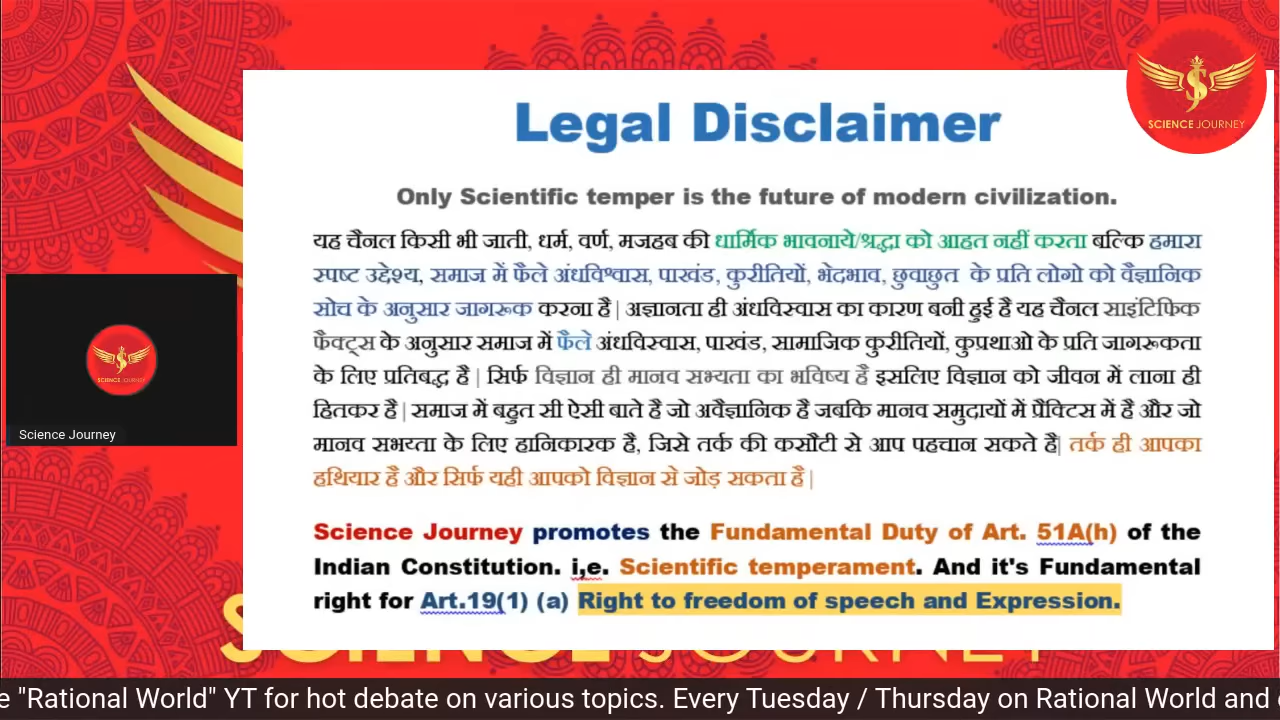 SCIENCE JOURNEY
Legal Disclaimer
Only Scientific temper is the future of modern civilization.
यह चैनल किसी भी जाती, धर्म, वर्ण, मजहब की धार्मिक भावनाये/श्रद्धा को आहत नहीं करता बल्कि हमारा
स्पष्ट उद्देश्य, समाज में फैले अंधविश्वास, पाखंड, कुरीतियों, भेदभाव, छुवाछुत के प्रति लोगो को वैज्ञानिक
सोच के अनुसार जागरूक करना है | अज्ञानता ही अंधविस्वास का कारण बनी हुई है यह चैनल साइंटिफिक
फैक्ट्स के अनुसार समाज में फैले अंधविस्वास, पाखंड, सामाजिक कुरीतियों, कुप्रथाओ के प्रति जागरूकता
के लिए प्रतिबद्ध है | सिर्फ विज्ञान ही मानव सभ्यता का भविष्य है इसलिए विज्ञान को जीवन में लाना ही
हितकर है | समाज में बहुत सी ऐसी बाते है जो अवैज्ञानिक है जबकि मानव समुदायों में प्रैक्टिस में है और जो
मानव सभय्ता के लिए हानिकारक है, जिसे तर्क की कसौटी से आप पहचान सकते है| तर्क ही आपका
हथियार है और सिर्फ यही आपको विज्ञान से जोड़ सकता है |
Science Journey promotes the Fundamental Duty of Art. 51A(h) of the
Indian Constitution. i,e. Scientific temperament. And it's Fundamental
right for Art.19(1) (a) Right to freedom of speech and Expression.
SCIENCE JOURNEY
Science Journey
SCIENCE JOURNEY
e "Rational World" YT for hot debate on various topics. Every Tuesday / Thursday on Rational World and